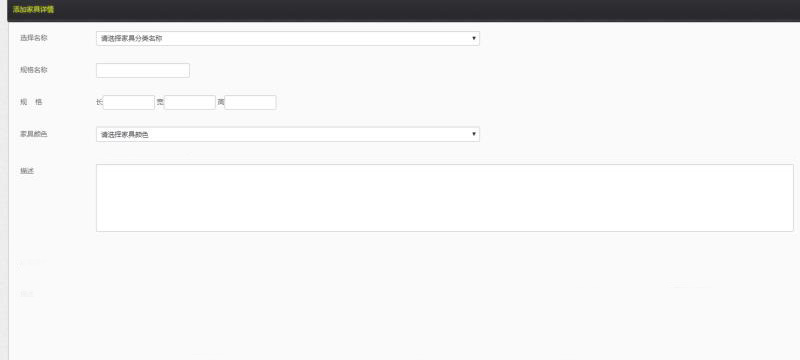 添加家具详情
选择名称 请选择家具分类名称
规格名称
规 格 长 宽 高
家具颜色 请选择家具颜色
描述